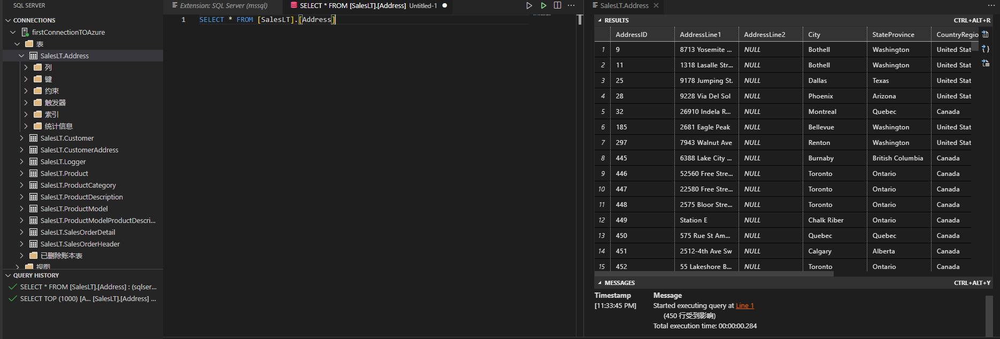 SQL SERVER
CONNECTIONS
firstConnectionTOAzure
表
SalesLT.Address
列
键
约束
触发器
索引
统计信息
SalesLT.Customer
SalesLT.CustomerAddress
SalesLT.Logger
SalesLT.Product
SalesLT.ProductCategory
SalesLT.ProductDescription
SalesLT.ProductModel
SalesLT.ProductModelProductDescri...
SalesLT.SalesOrderDetail
SalesLT.SalesOrderHeader
已删除账本表
视图
QUERY HISTORY
SELECT * FROM [SalesLT].[Address] : (sqlser...
SELECT TOP (1000) [A... [SalesLT].[Address] ...
Extension: SQL Server (mssql)
SELECT * FROM [SalesLT].[Address] Untitled-1
1 SELECT * FROM [SalesLT].[Address]
SalesLT.Address
RESULTS CTRL+ALT+R
AddressID AddressLine1 AddressLine2 City StateProvince CountryRegio
1 9 8713 Yosemite ... NULL Bothell Washington United Stat
2 11 1318 Lasalle Str... NULL Bothell Washington United Stat
3 25 9178 Jumping St. NULL Dallas Texas United Stat
4 28 9228 Via Del Sol NULL Phoenix Arizona United Stat
5 32 26910 Indela R... NULL Montreal Quebec Canada
6 185 2681 Eagle Peak NULL Bellevue Washington United Stat
7 297 7943 Walnut Ave NULL Renton Washington United Stat
8 445 6388 Lake City ... NULL Burnaby British Columbia Canada
9 446 52560 Free Stre... NULL Toronto Ontario Canada
10 447 22580 Free Stre... NULL Toronto Ontario Canada
11 448 2575 Bloor Stre... NULL Toronto Ontario Canada
12 449 Station E NULL Chalk Riber Ontario Canada
13 450 575 Rue St Am... NULL Quebec Quebec Canada
14 451 2512-4th Ave Sw NULL Calgary Alberta Canada
15 452 55 Lakeshore B... NULL Toronto Ontario Canada
MESSAGES CTRL+ALT+Y
Timestamp Message
[11:33:45 PM] Started executing query at Line 1
(450 行受到影响)
Total execution time: 00:00:00.284